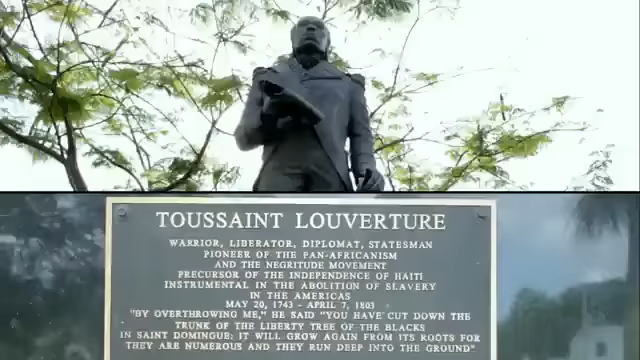 TOUSSAINT LOUVERTURE
WARRIOR, LIBERATOR, DIPLOMAT, STATESMAN
PIONEER OF THE PAN-AFRICANISM
AND THE NEGRITUDE MOVEMENT
PRECURSOR OF THE INDEPENDENCE OF HAITI
INSTRUMENTAL IN THE ABOLITION OF SLAVERY
IN THE AMERICAS
MAY 20, 1743 - APRIL 7, 1803
"BY OVERTHROWING ME," HE SAID "YOU HAVE CUT DOWN THE
TRUNK OF THE LIBERTY TREE OF THE BLACKS
IN SAINT DOMINGUE; IT WILL GROW AGAIN FROM ITS ROOTS FOR
THEY ARE NUMEROUS AND THEY RUN DEEP INTO THE GROUND"